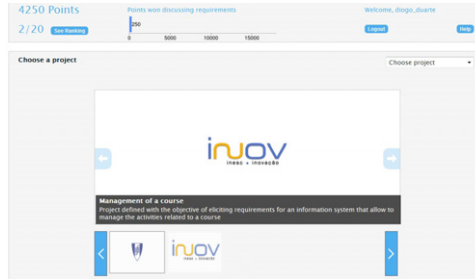 4250 Points
Points won discussing requirements
Welcome, diogo_duarte
250
2/20 See Ranking
0 5000 10000 15000
Logout
Help
Choose a project
Choose project
inov
inesc + inovação
Management of a course
Project defined with the objective of eliciting requirements for an information system that allow to
manage the activities related to a course
inov